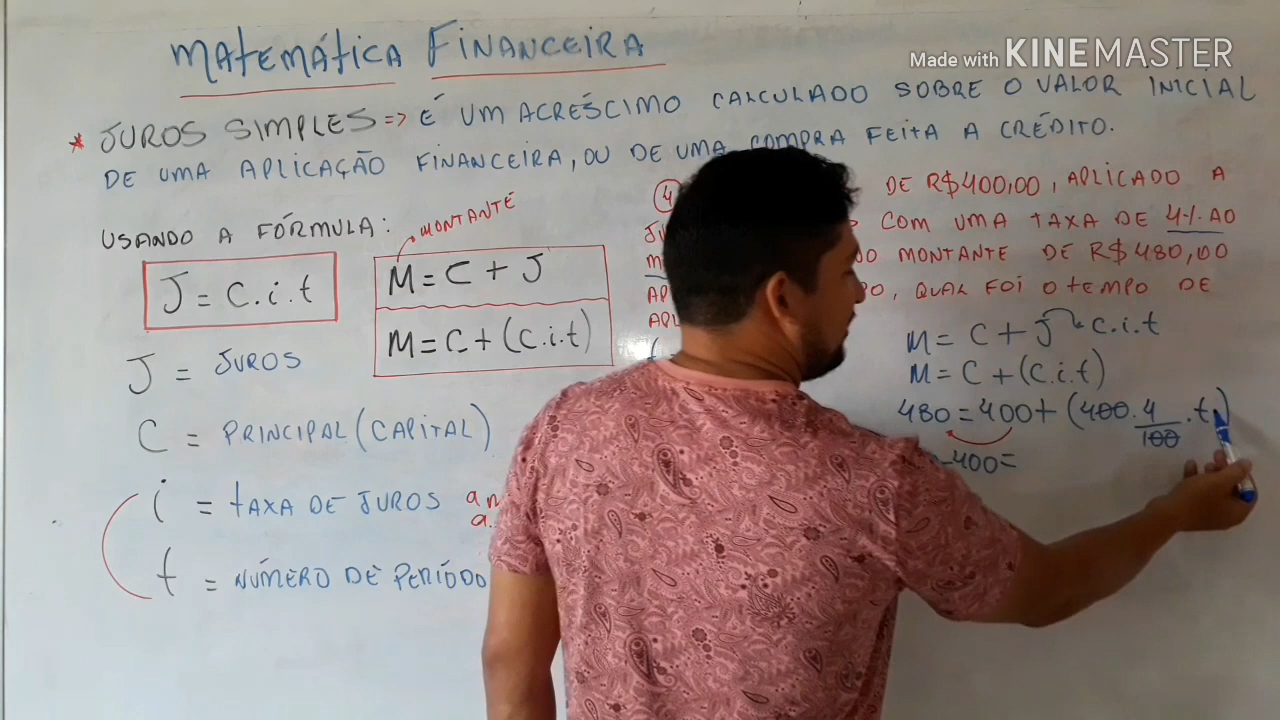 Made with KINEMASTER
MATEMÁTICA FINANCEIRA
* JUROS SIMPLES => É UM ACRÉSCIMO CALCULADO SOBRE O VALOR INICIAL
DE UMA APLICAÇÃO FINANCEIRA, OU DE UMA COMPRA FEITA A CRÉDITO.
USANDO A FÓRMULA:
J = C.i.t
MONTANTE
M = C + J
M = C + (C.i.t)
J = JUROS
C = PRINCIPAL (CAPITAL)
i = TAXA DE JUROS
t = NÚMERO DE PERÍODO
4 DE R$400,00, APLICADO A
COM UMA TAXA DE 4% AO
MONTANTE DE R$480,00
QUAL FOI O TEMPO DE
M = C + J C.i.t
M = C + (C.i.t)
480 = 400 + (400 . 4/100 . t)
-400 =